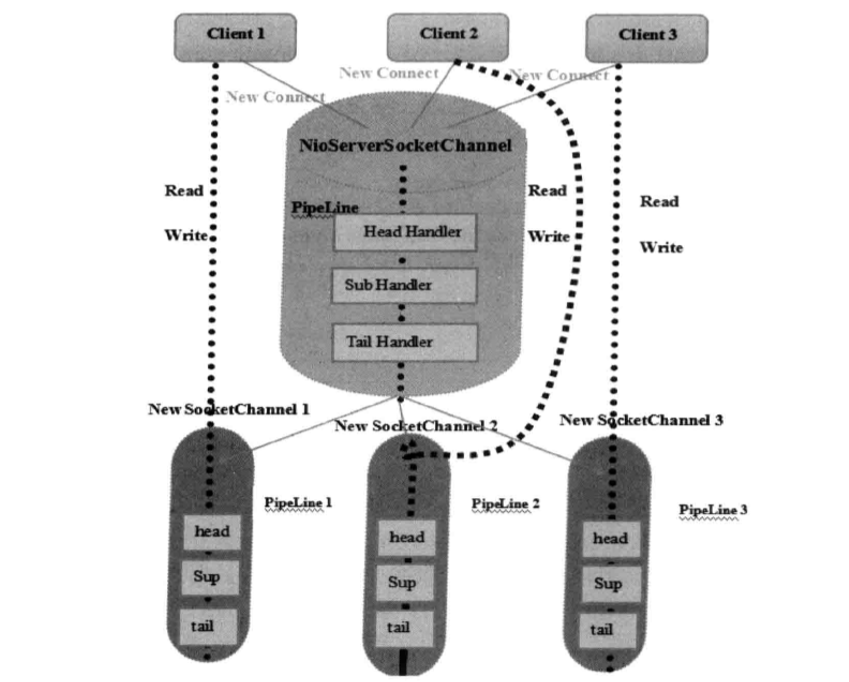 Client 1
Client 2
Client 3
New Connect
New Connect
New Connect
NioServerSocketChannel
Read
Read
Read
PipeLine
Head Handler
Write
Write
Write
Sub Handler
Tail Handler
New SocketChannel 1
New SocketChannel 2
New SocketChannel 3
PipeLine 1
PipeLine 2
PipeLine 3
head
head
head
Sup
Sup
Sup
tail
tail
tail